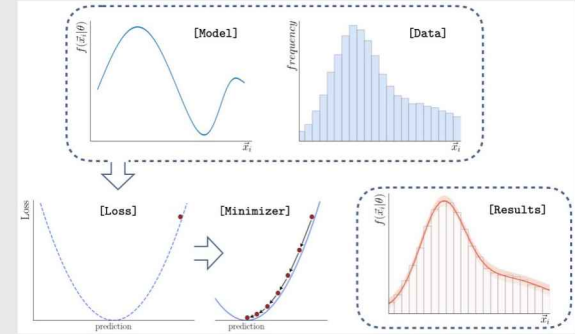 f(x⃗ᵢ|θ)
[Model]
x⃗ᵢ
frequency
[Data]
x⃗ᵢ
Loss
[Loss]
prediction
[Minimizer]
prediction
f(x⃗ᵢ|θ)
[Results]
x⃗ᵢ